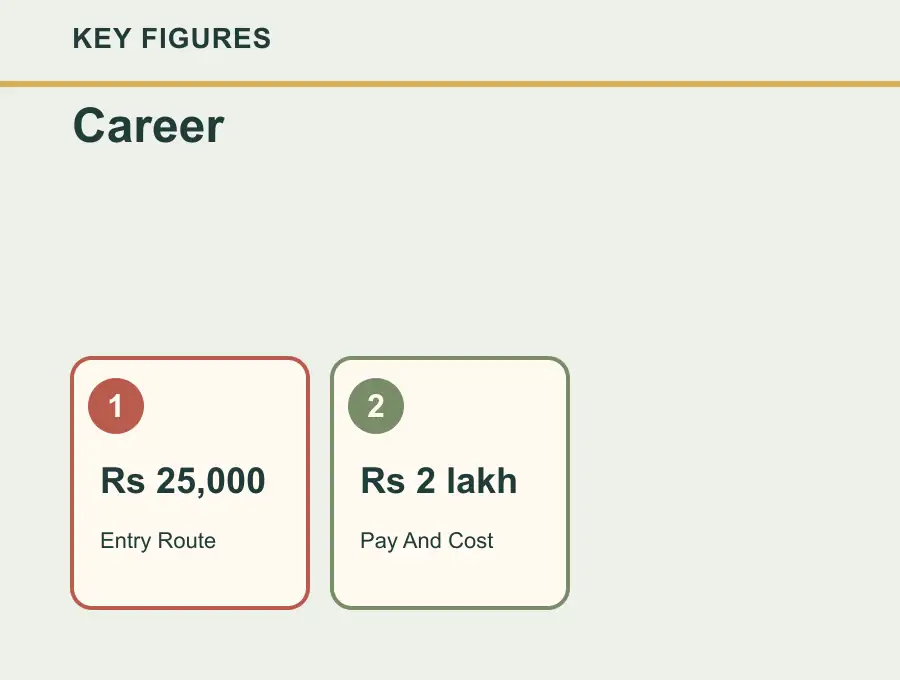 KEY FIGURES
Career
1
Rs 25,000
Entry Route
2
Rs 2 lakh
Pay And Cost